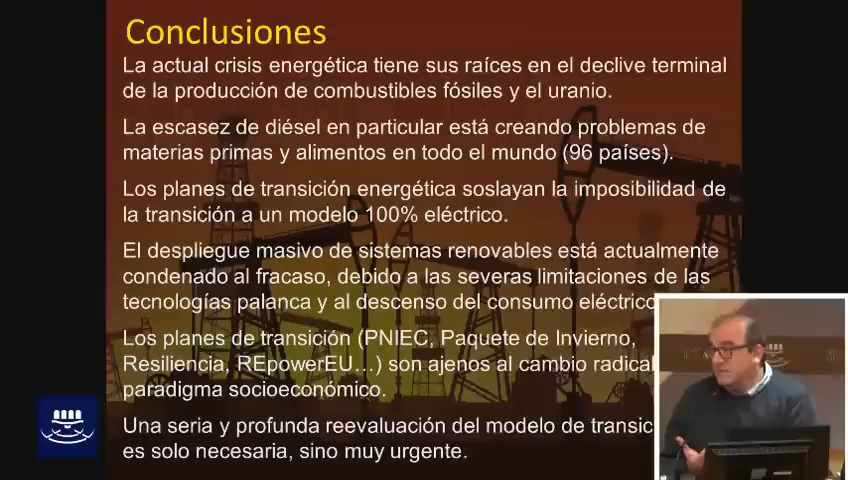 Conclusiones
La actual crisis energética tiene sus raíces en el declive terminal
de la producción de combustibles fósiles y el uranio.
La escasez de diésel en particular está creando problemas de
materias primas y alimentos en todo el mundo (96 países).
Los planes de transición energética soslayan la imposibilidad de
la transición a un modelo 100% eléctrico.
El despliegue masivo de sistemas renovables está actualmente
condenado al fracaso, debido a las severas limitaciones de las
tecnologías palanca y al descenso del consumo eléctrico
Los planes de transición (PNIEC, Paquete de Invierno,
Resiliencia, REpowerEU...) son ajenos al cambio radical
paradigma socioeconómico.
Una seria y profunda reevaluación del modelo de transic
es solo necesaria, sino muy urgente.